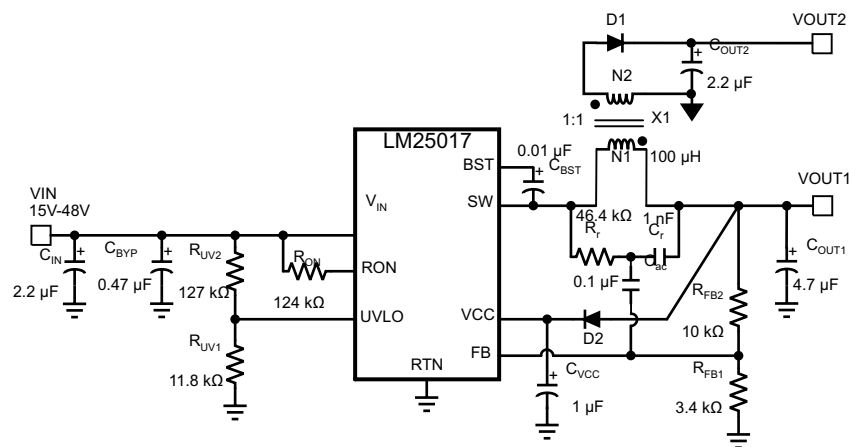 D1
VOUT2
COUT2
2.2 µF
N2
1:1
X1
N1
100 µH
LM25017
0.01 µF
CBST
BST
SW
VIN
RON
UVLO
VCC
FB
RTN
VIN
15V-48V
CIN
2.2 µF
CBYP
0.47 µF
RUV2
127 kΩ
RON
124 kΩ
RUV1
11.8 kΩ
46.4 kΩ
Rr
1 nF
Cr
Cac
0.1 µF
VOUT1
COUT1
4.7 µF
RFB2
10 kΩ
D2
CVCC
1 µF
RFB1
3.4 kΩ